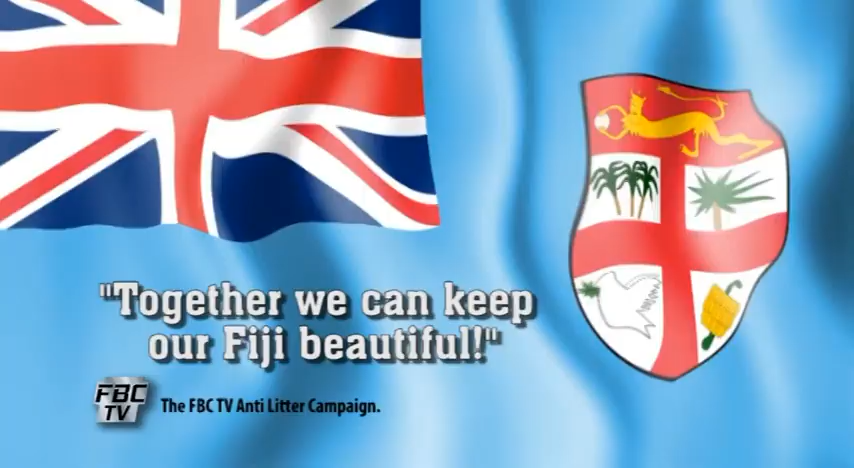 "Together we can keep
our Fiji beautiful!"
FBC
TV
The FBC TV Anti Litter Campaign.